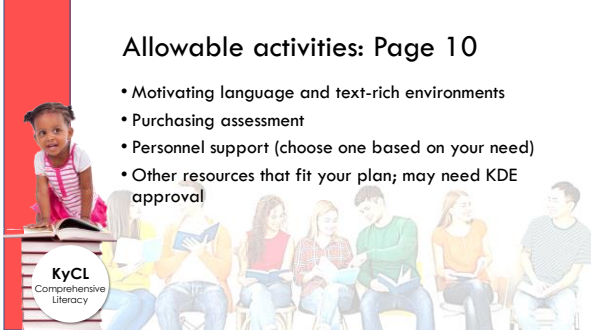 Allowable activities: Page 10
• Motivating language and text-rich environments
• Purchasing assessment
• Personnel support (choose one based on your need)
• Other resources that fit your plan; may need KDE
approval
KyCL
Comprehensive
Literacy